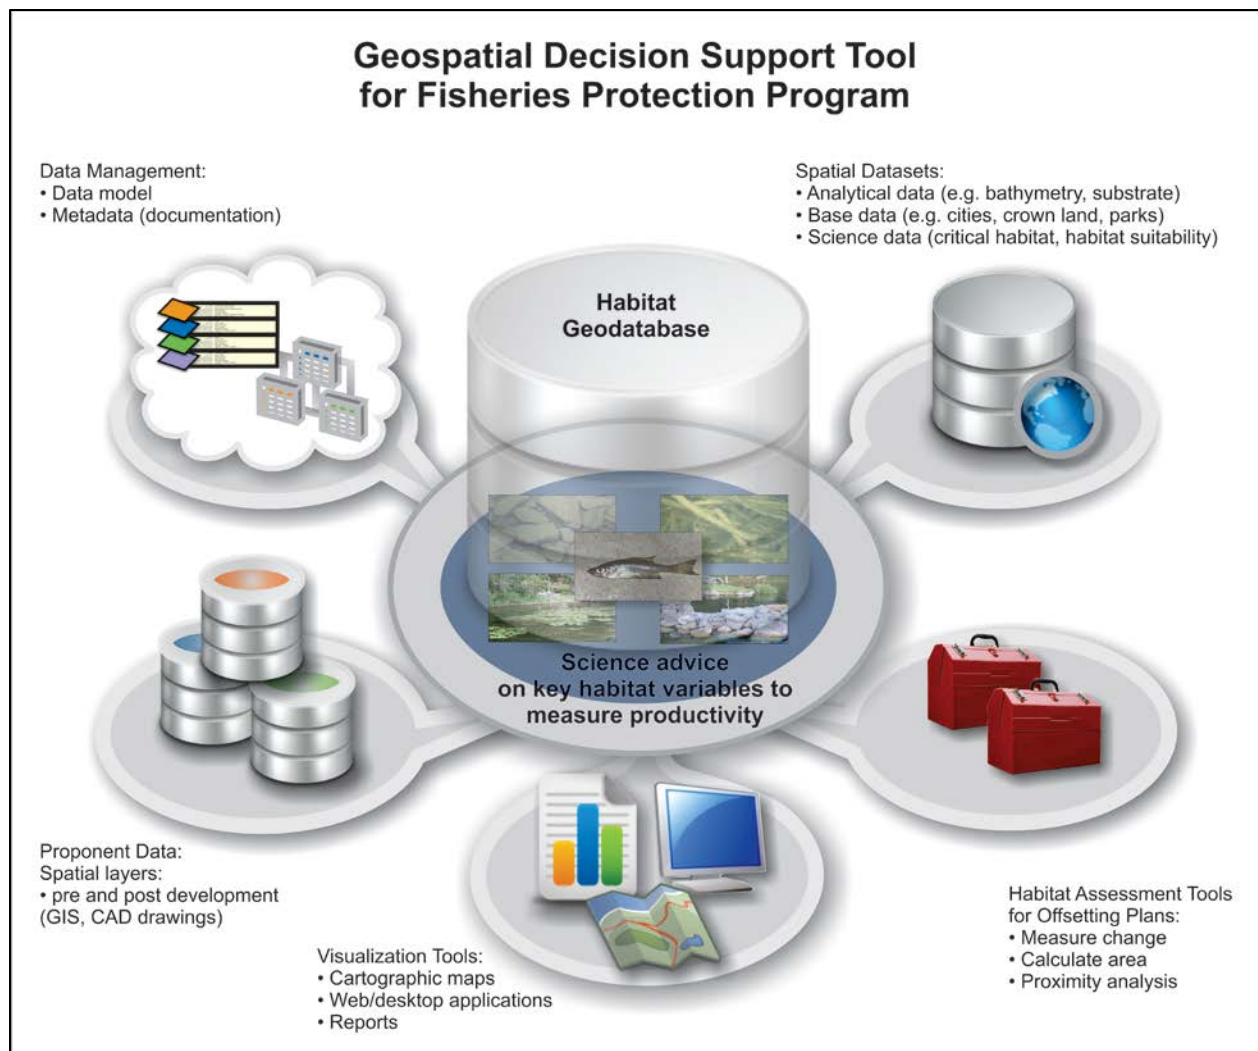 Geospatial Decision Support Tool
for Fisheries Protection Program
Data Management:
• Data model
• Metadata (documentation)
Spatial Datasets:
• Analytical data (e.g. bathymetry, substrate)
• Base data (e.g. cities, crown land, parks)
• Science data (critical habitat, habitat suitability)
Habitat
Geodatabase
Science advice
on key habitat variables to
measure productivity
Proponent Data:
Spatial layers:
• pre and post development
(GIS, CAD drawings)
Visualization Tools:
• Cartographic maps
• Web/desktop applications
• Reports
Habitat Assessment Tools
for Offsetting Plans:
• Measure change
• Calculate area
• Proximity analysis